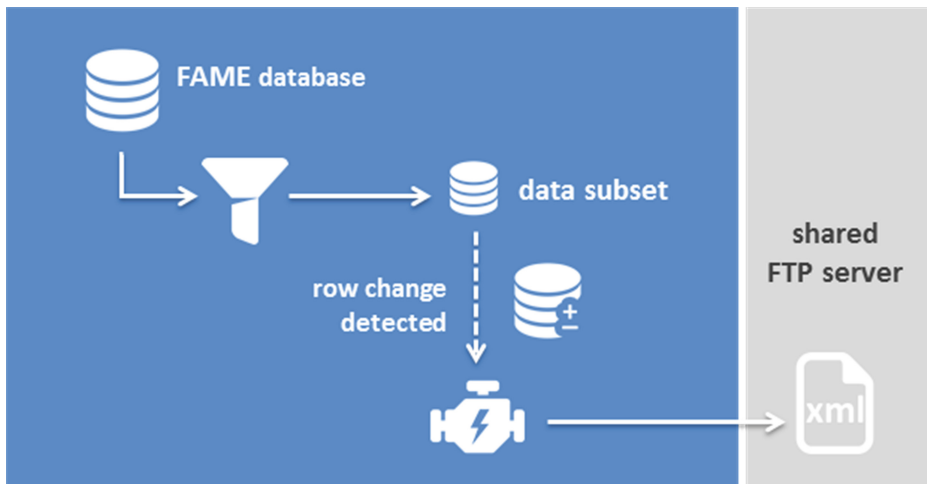 FAME database
data subset
row change
detected
shared
FTP server
xml